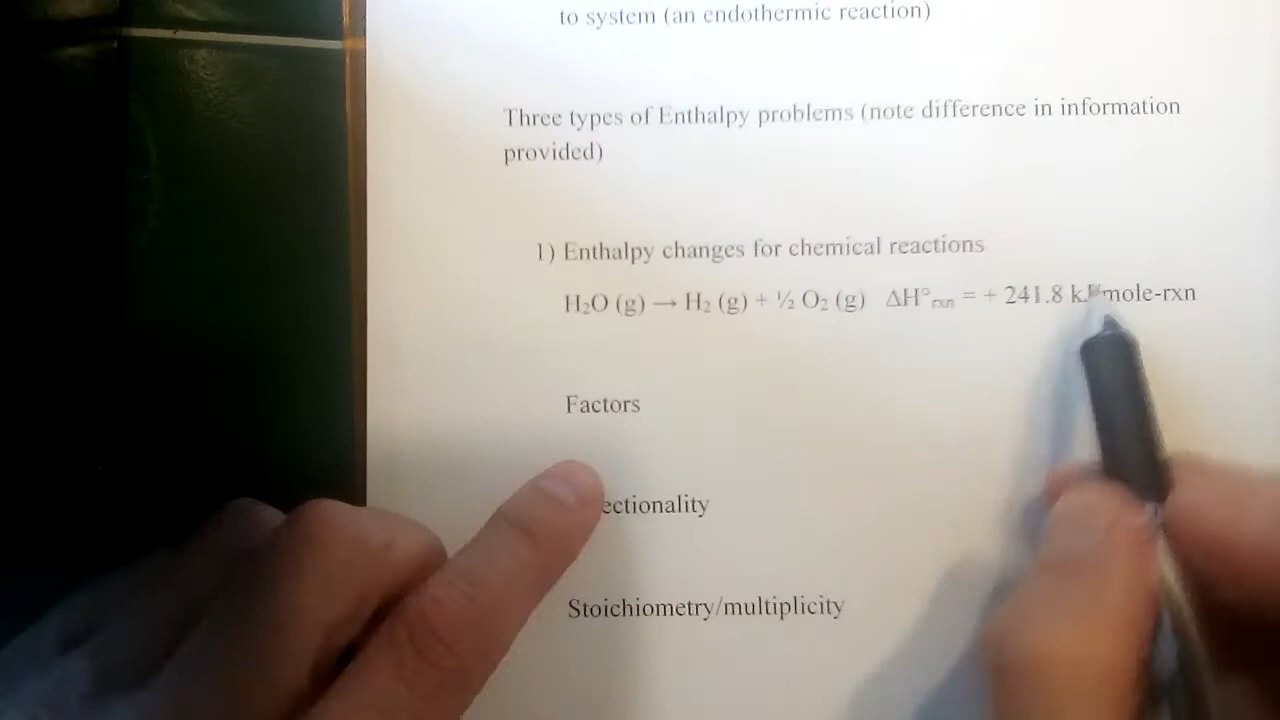 to system (an endothermic reaction)
Three types of Enthalpy problems (note difference in information
provided)
1) Enthalpy changes for chemical reactions
H₂O (g) → H₂ (g) + ½ O₂ (g) ΔH°rxn = + 241.8 kJ/mole-rxn
Factors
ectionality
Stoichiometry/multiplicity